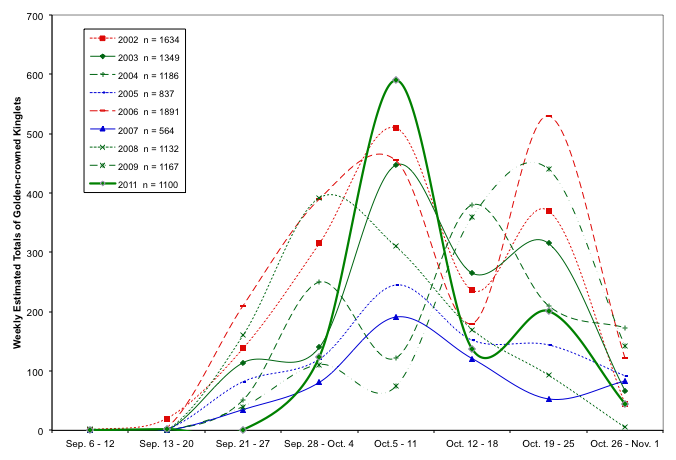 700
600
500
400
300
200
100
0
Weekly Estimated Totals of Golden-crowned Kinglets
2002 n = 1634
2003 n = 1349
2004 n = 1186
2005 n = 837
2006 n = 1891
2007 n = 564
2008 n = 1132
2009 n = 1167
2011 n = 1100
Sep. 6 - 12 Sep. 13 - 20 Sep. 21 - 27 Sep. 28 - Oct. 4 Oct.5 - 11 Oct. 12 - 18 Oct. 19 - 25 Oct. 26 - Nov. 1